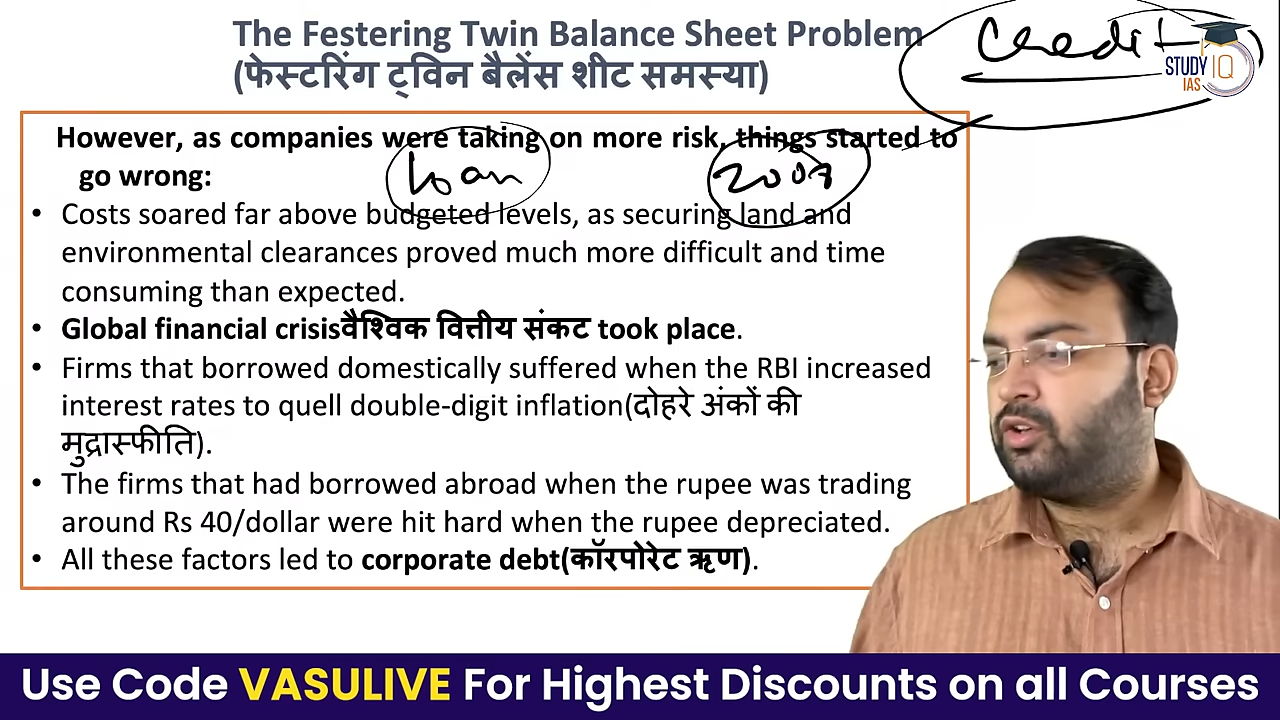 The Festering Twin Balance Sheet Problem
(फेस्टरिंग ट्विन बैलेंस शीट समस्या)
Credit
STUDY IQ
IAS
However, as companies were taking on more risk, things started to
go wrong:
loan
Costs soared far above budgeted levels, as securing land and
environmental clearances proved much more difficult and time
consuming than expected.
Global financial crisisवैश्विक वित्तीय संकट took place.
Firms that borrowed domestically suffered when the RBI increased
interest rates to quell double-digit inflation(दोहरे अंकों की
मुद्रास्फीति).
The firms that had borrowed abroad when the rupee was trading
around Rs 40/dollar were hit hard when the rupee depreciated.
All these factors led to corporate debt(कॉरपोरेट ऋण).
Use Code VASULIVE For Highest Discounts on all Courses